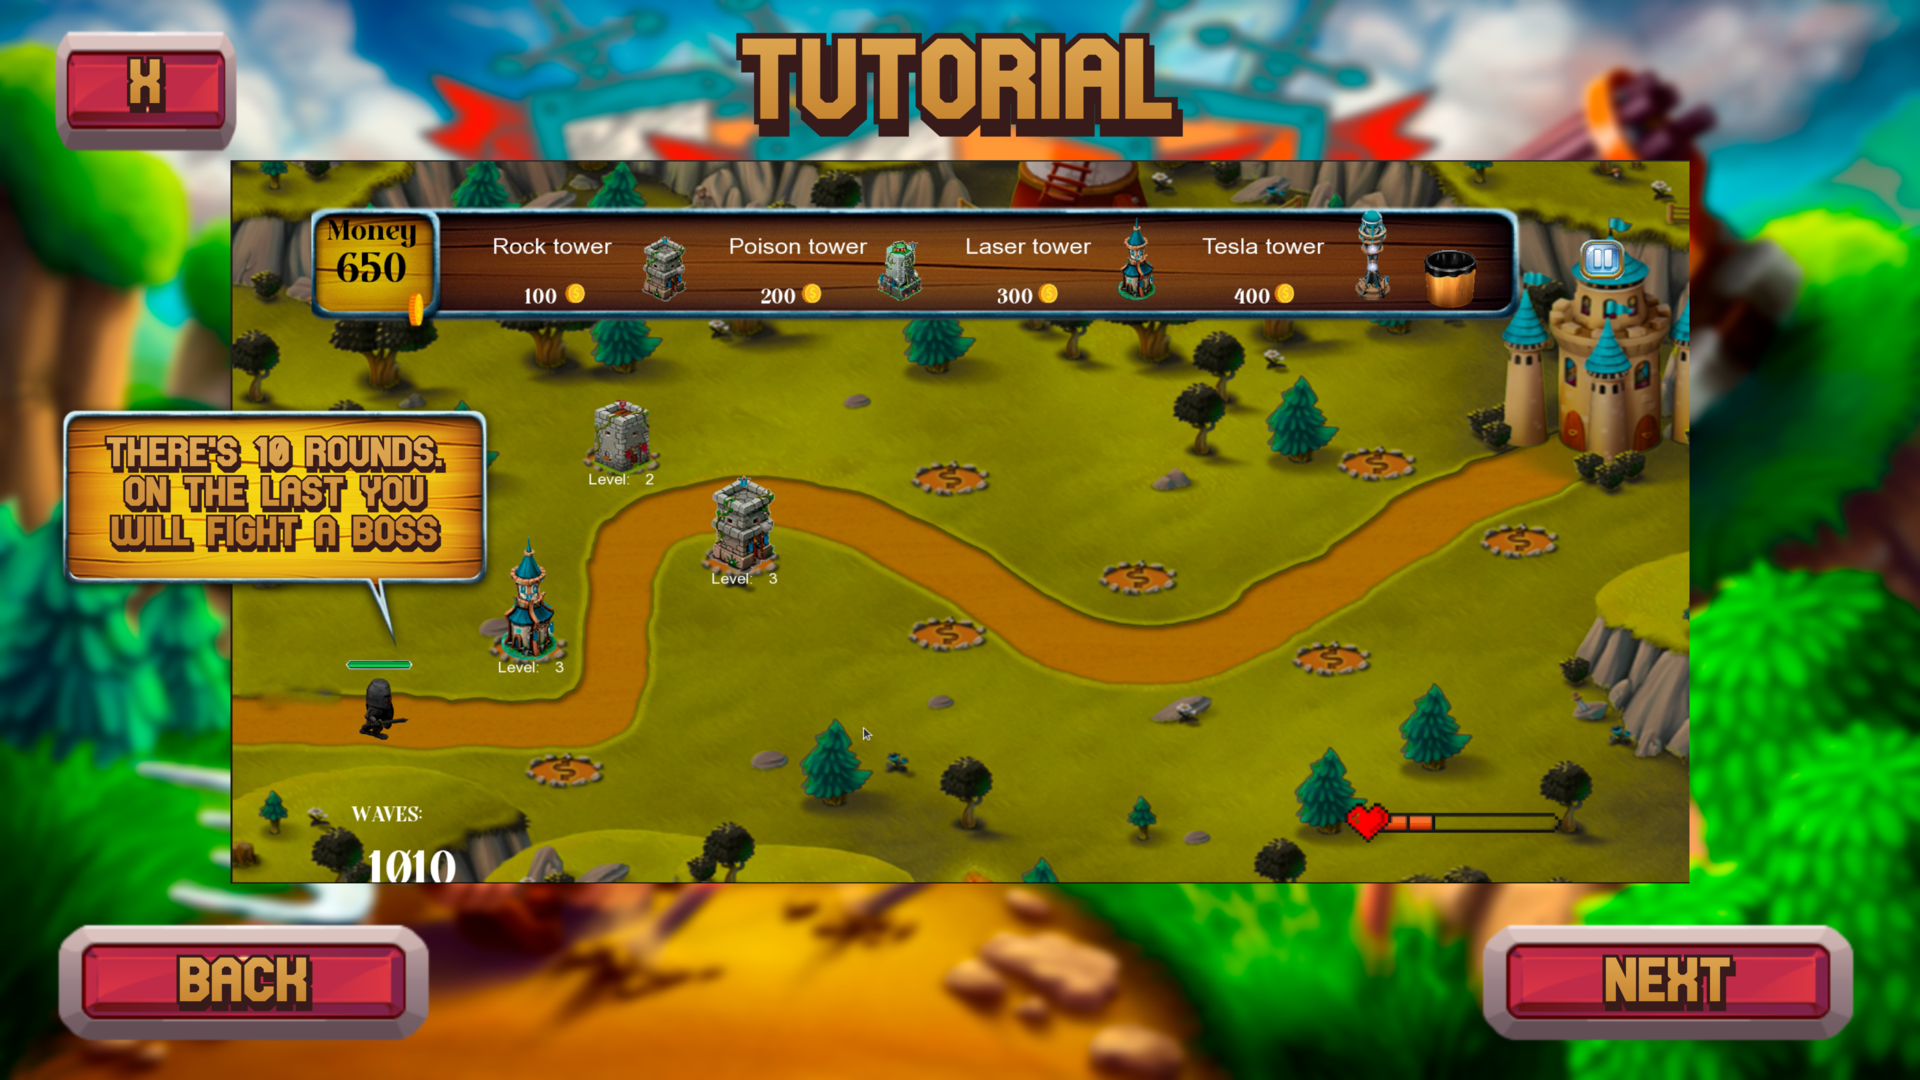 X
TUTORIAL
Money
650
Rock tower
100
Poison tower
200
Laser tower
300
Tesla tower
400
THERE'S 10 ROUNDS.
ON THE LAST YOU
WILL FIGHT A BOSS
Level: 2
Level: 3
Level: 3
WAVES:
1010
BACK
NEXT